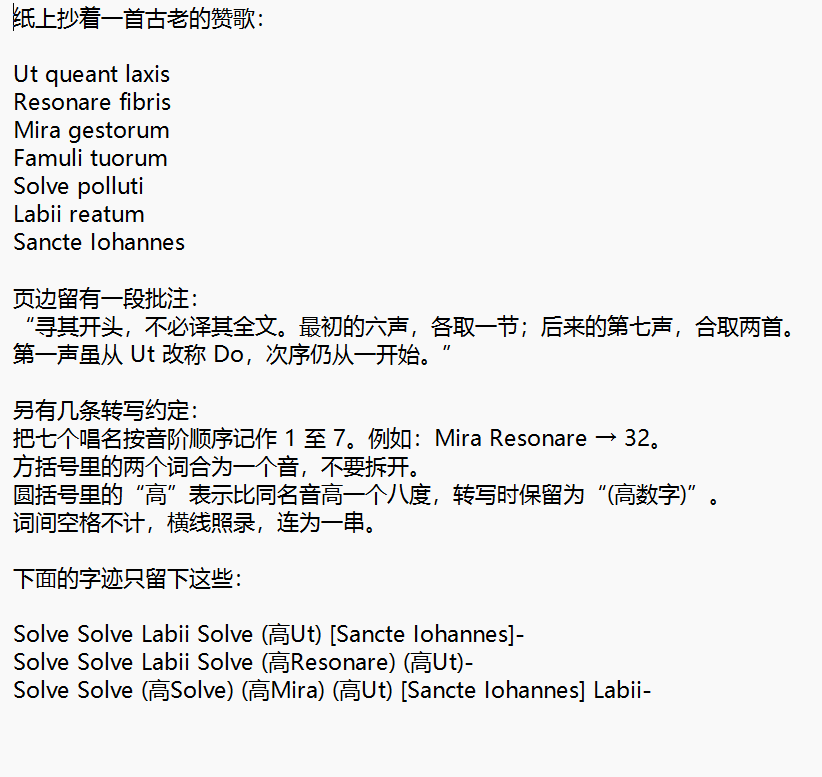 纸上抄着一首古老的赞歌：
Ut queant laxis
Resonare fibris
Mira gestorum
Famuli tuorum
Solve polluti
Labii reatum
Sancte Iohannes
页边留有一段批注：
“寻其开头，不必译其全文。最初的六声，各取一节；后来的第七声，合取两首。
第一声虽从 Ut 改称 Do，次序仍从一开始。”
另有几条转写约定：
把七个唱名按音阶顺序记作 1 至 7。例如：Mira Resonare → 32。
方括号里的两个词合为一个音，不要拆开。
圆括号里的“高”表示比同名音高一个八度，转写时保留为“(高数字)”。
词间空格不计，横线照录，连为一串。
下面的字迹只留下这些：
Solve Solve Labii Solve (高Ut) [Sancte Iohannes]-
Solve Solve Labii Solve (高Resonare) (高Ut)-
Solve Solve (高Solve) (高Mira) (高Ut) [Sancte Iohannes] Labii-